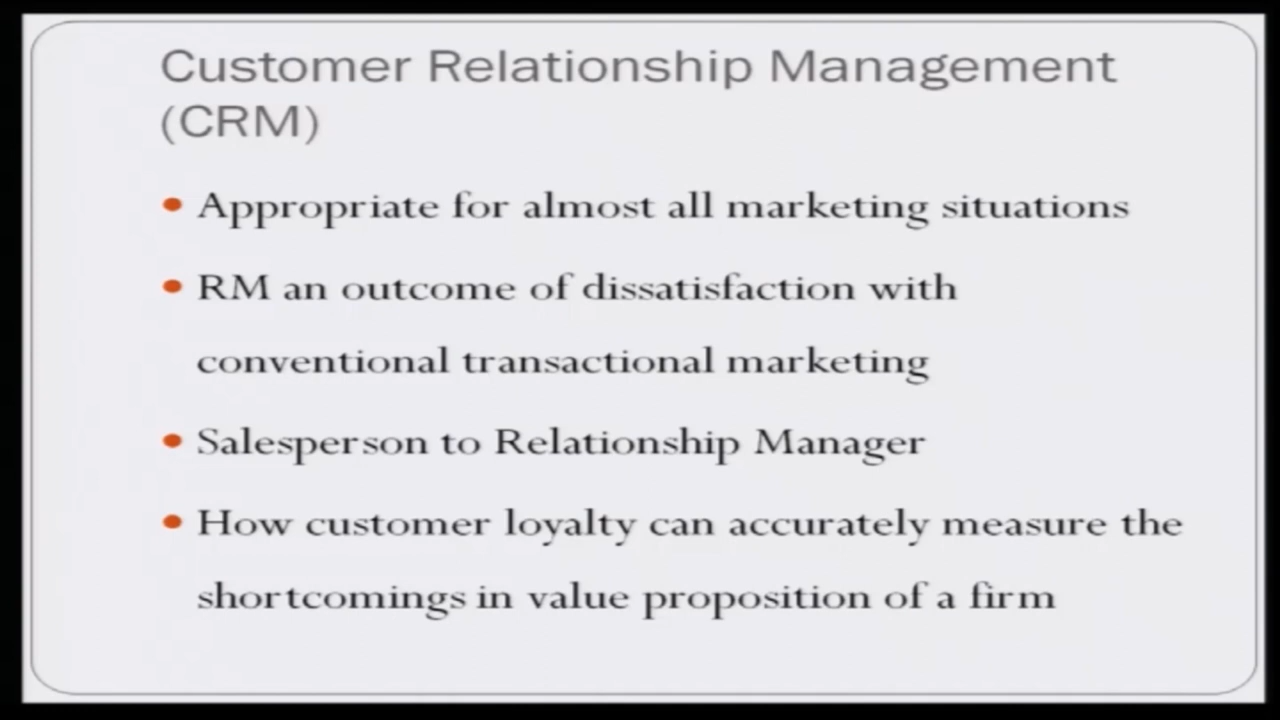 Customer Relationship Management
(CRM)
• Appropriate for almost all marketing situations
• RM an outcome of dissatisfaction with
conventional transactional marketing
• Salesperson to Relationship Manager
• How customer loyalty can accurately measure the
shortcomings in value proposition of a firm